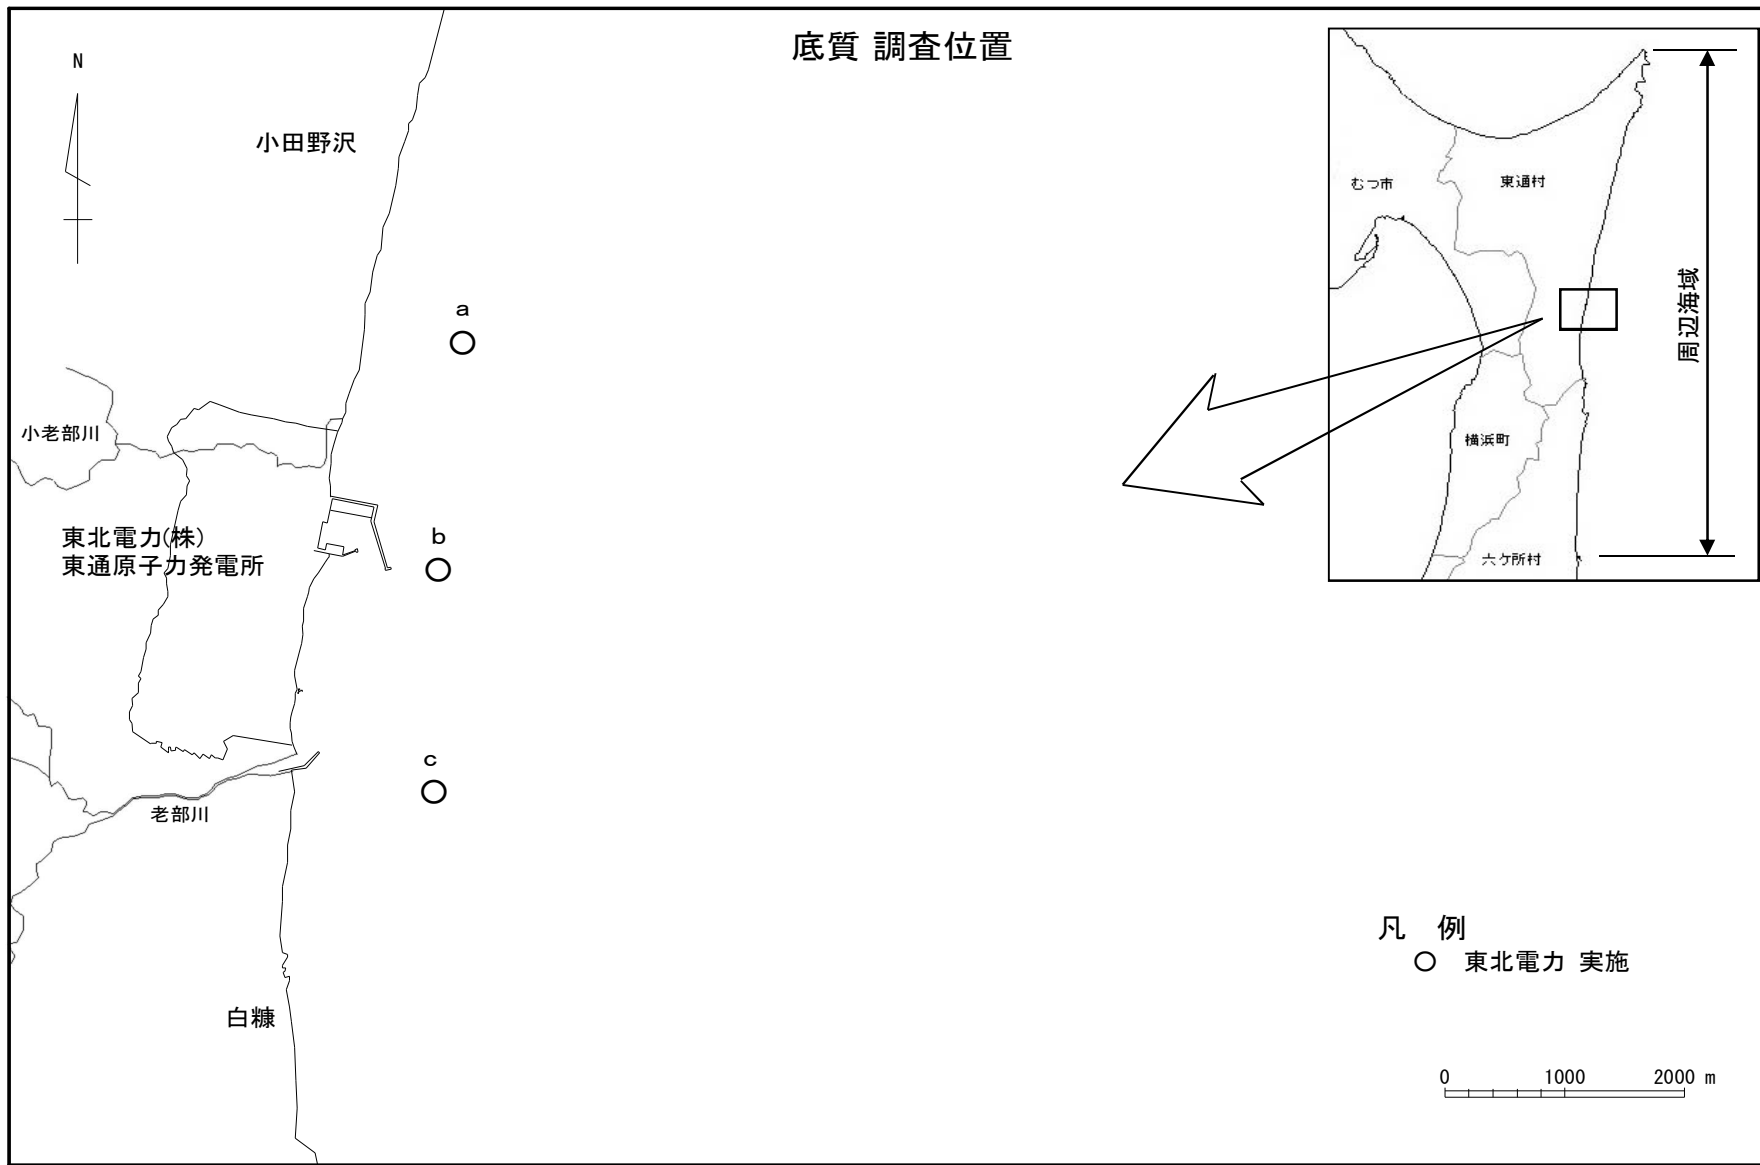 底質 調査位置
N
小田野沢
a
小老部川
東北電力(株)
東通原子力発電所
b
c
老部川
白糠
むつ市
東通村
横浜町
六ケ所村
周辺海域
凡 例
○ 東北電力 実施
0 1000 2000 m